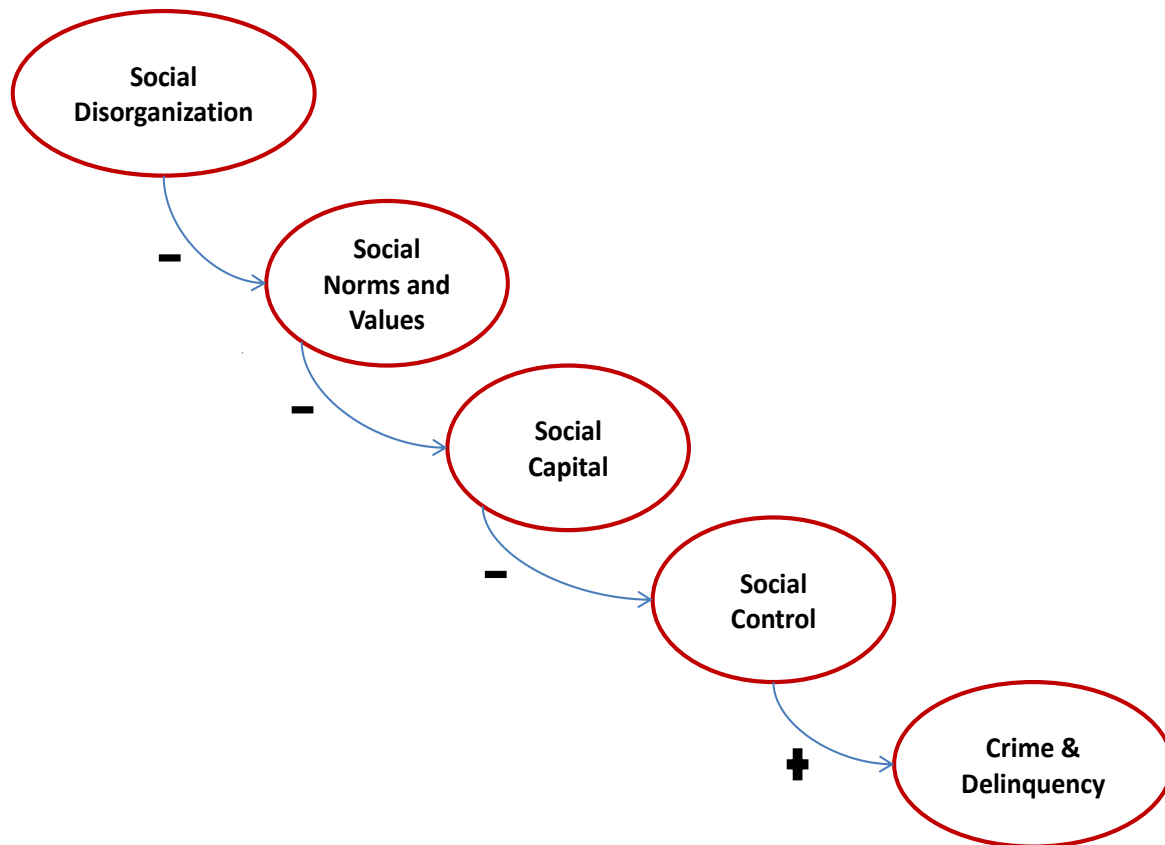 Social
Disorganization
–
Social
Norms and
Values
–
Social
Capital
–
Social
Control
+
Crime &
Delinquency